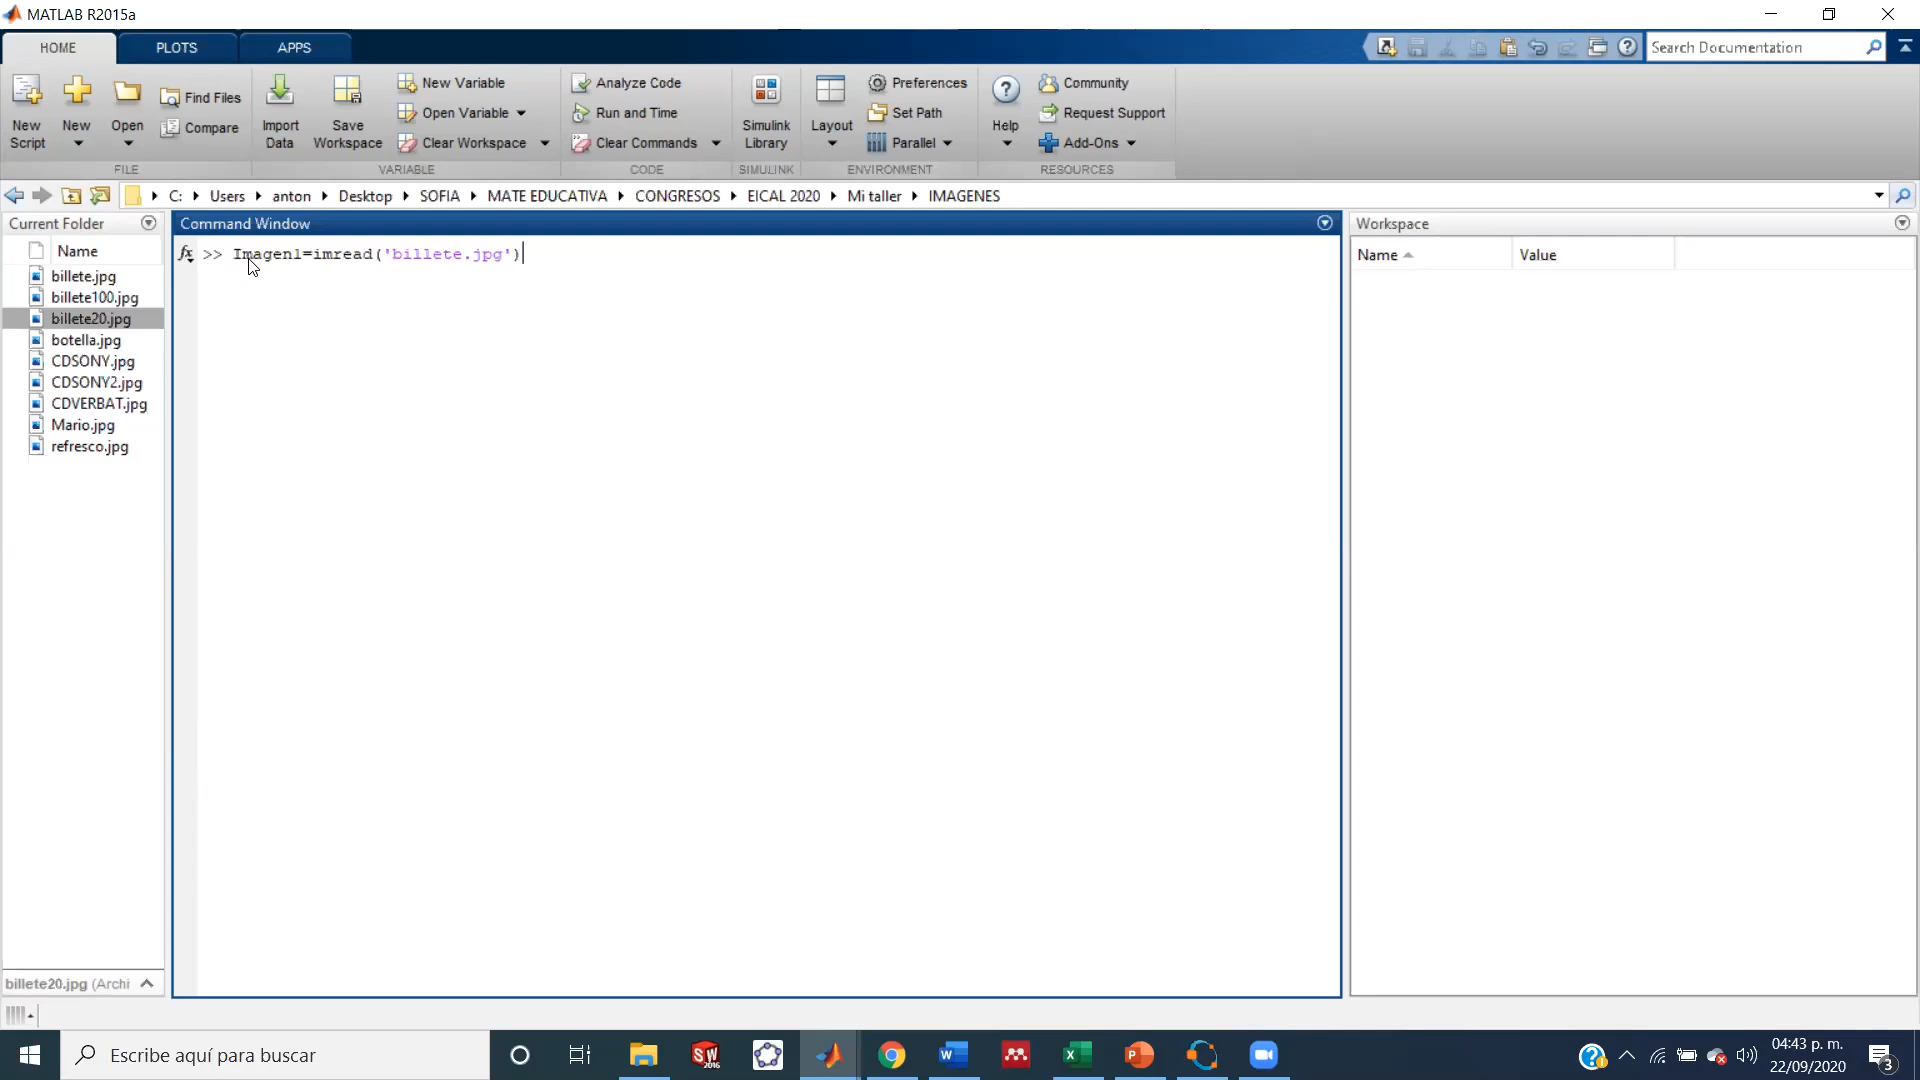 MATLAB R2015a
HOME PLOTS APPS
Search Documentation
New Script
New
Open
Find Files
Compare
FILE
Import Data
Save Workspace
New Variable
Open Variable
Clear Workspace
VARIABLE
Analyze Code
Run and Time
Clear Commands
CODE
Simulink Library
SIMULINK
Layout
Preferences
Set Path
Parallel
ENVIRONMENT
Help
Community
Request Support
Add-Ons
RESOURCES
C: Users anton Desktop SOFIA MATE EDUCATIVA CONGRESOS EICAL 2020 Mi taller IMAGENES
Current Folder
Name
billete.jpg
billete100.jpg
billete20.jpg
botella.jpg
CDSONY.jpg
CDSONY2.jpg
CDVERBAT.jpg
Mario.jpg
refresco.jpg
billete20.jpg (Archi
Command Window
fx >> Imagen1=imread('billete.jpg')
Workspace
Name Value
Escribe aquí para buscar
SW 2016
04:43 p. m.
22/09/2020
3